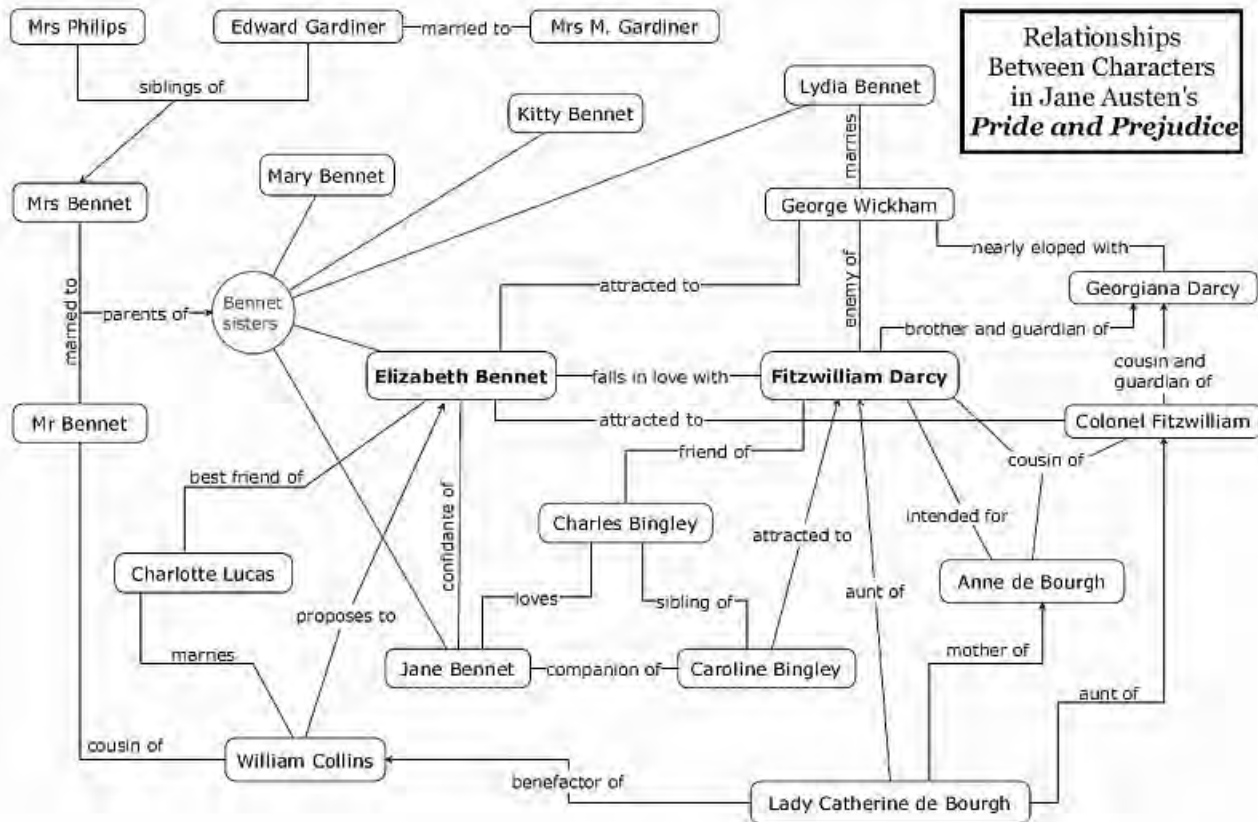 Mrs Philips
Edward Gardiner
married to
Mrs M. Gardiner
Relationships
Between Characters
in Jane Austen's
Pride and Prejudice
siblings of
Lydia Bennet
Kitty Bennet
marries
Mary Bennet
Mrs Bennet
George Wickham
nearly eloped with
married to
parents of
Bennet
sisters
attracted to
enemy of
Georgiana Darcy
brother and guardian of
Elizabeth Bennet
falls in love with
Fitzwilliam Darcy
cousin and
guardian of
Mr Bennet
attracted to
Colonel Fitzwilliam
friend of
cousin of
best friend of
confidante of
Charles Bingley
intended for
attracted to
Charlotte Lucas
Anne de Bourgh
loves
sibling of
aunt of
proposes to
marries
Jane Bennet
companion of
Caroline Bingley
mother of
aunt of
cousin of
William Collins
benefactor of
Lady Catherine de Bourgh